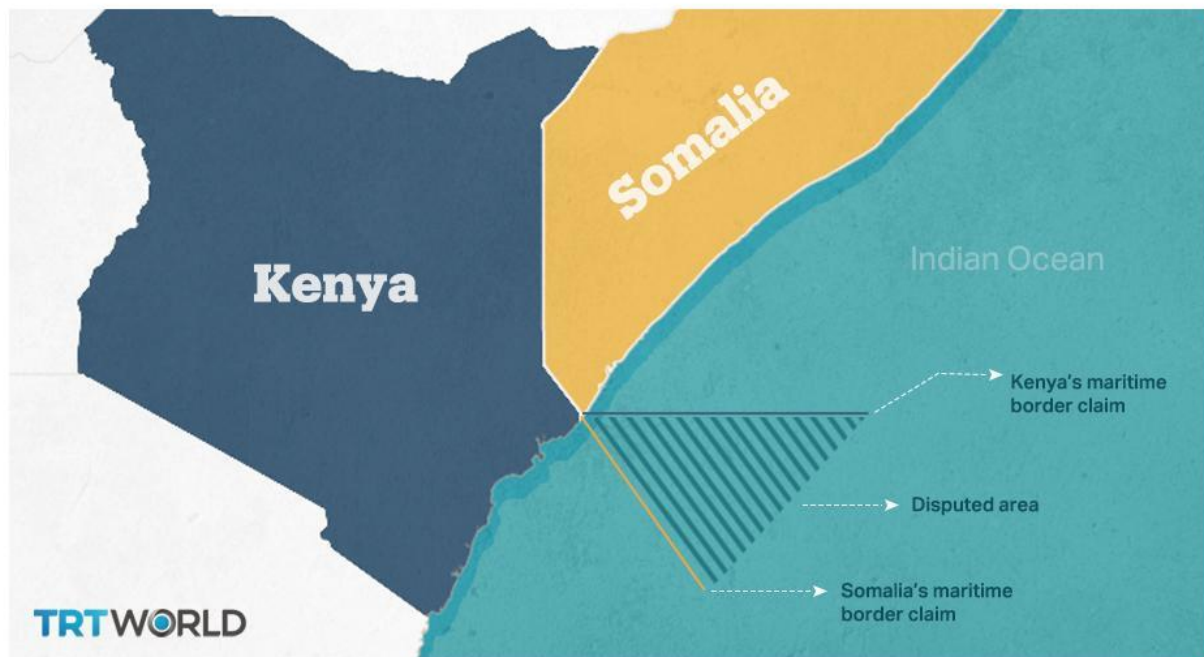 Somalia
Kenya
Indian Ocean
Kenya's maritime
border claim
Disputed area
Somalia's maritime
border claim
TRTWORLD